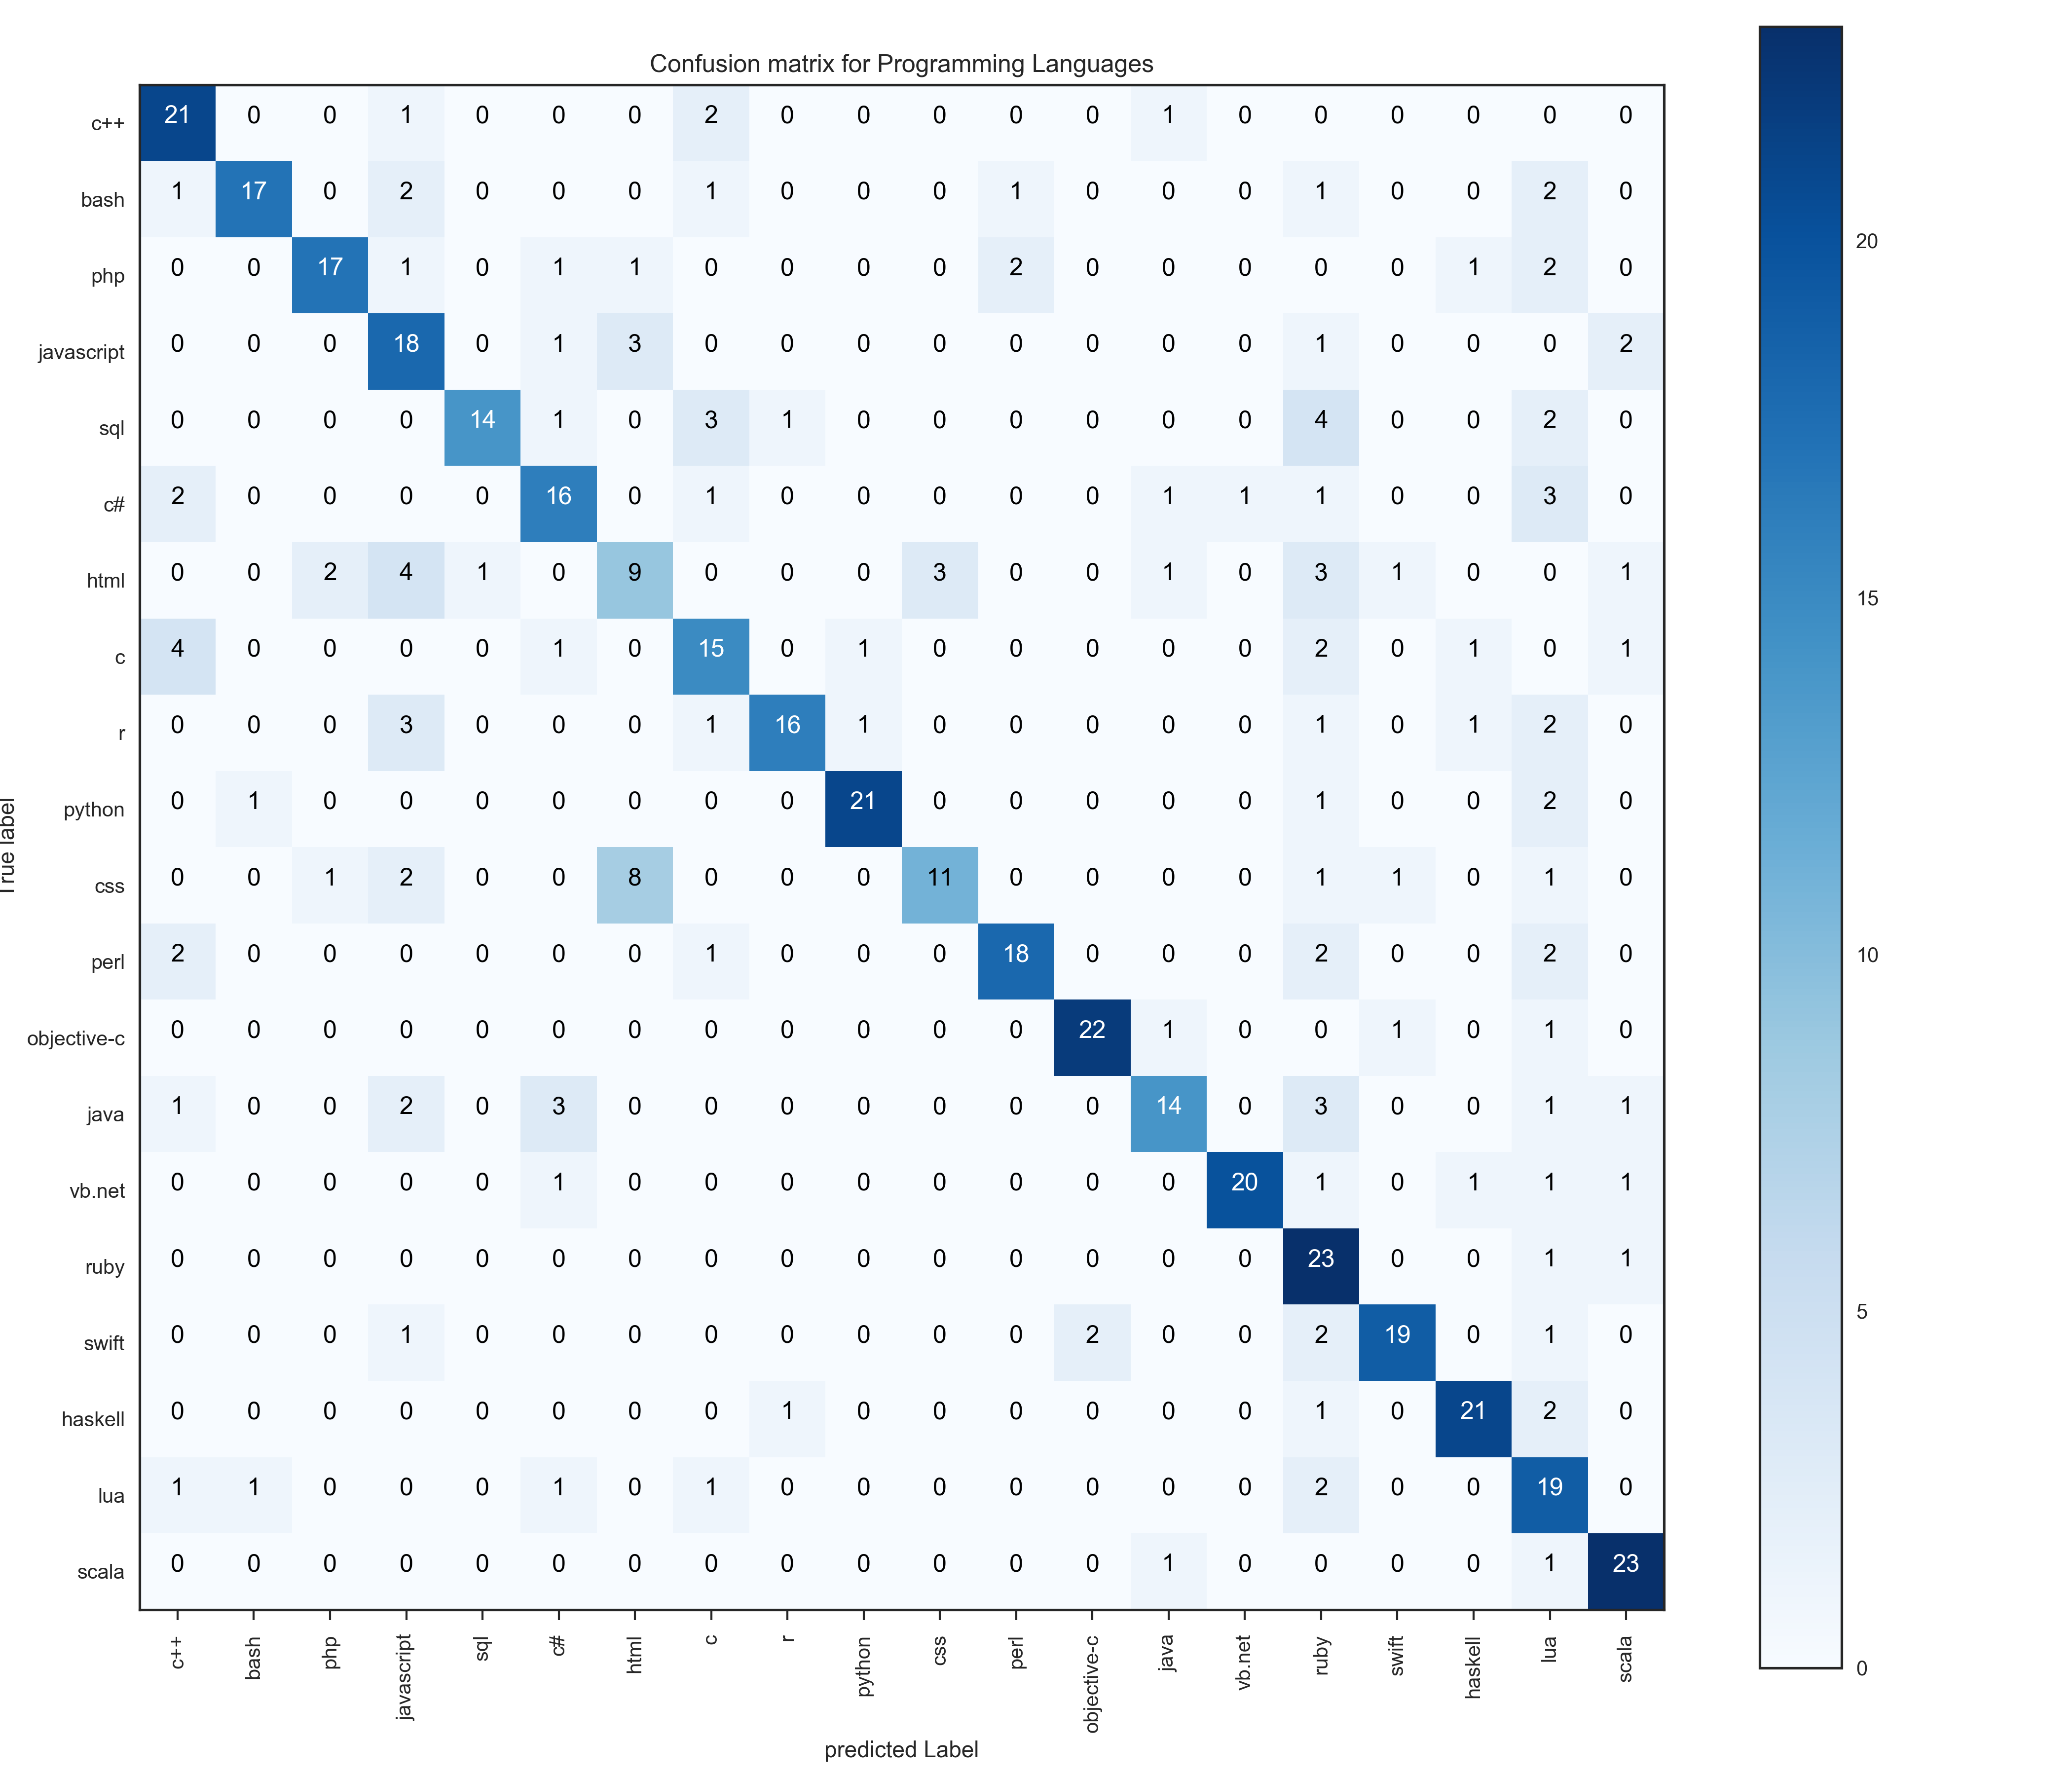 Confusion matrix for Programming Languages
c++ 21 0 0 1 0 0 0 2 0 0 0 0 0 1 0 0 0 0 0 0
bash 1 17 0 2 0 0 0 1 0 0 0 1 0 0 0 1 0 0 2 0
php 0 0 17 1 0 1 1 0 0 0 0 2 0 0 0 0 0 1 2 0
javascript 0 0 0 18 0 1 3 0 0 0 0 0 0 0 0 1 0 0 0 2
sql 0 0 0 0 14 1 0 3 1 0 0 0 0 0 0 4 0 0 2 0
c# 2 0 0 0 0 16 0 1 0 0 0 0 0 1 1 1 0 0 3 0
html 0 0 2 4 1 0 9 0 0 0 3 0 0 1 0 3 1 0 0 1
c 4 0 0 0 0 1 0 15 0 1 0 0 0 0 0 2 0 1 0 1
r 0 0 0 3 0 0 0 1 16 1 0 0 0 0 0 1 0 1 2 0
python 0 1 0 0 0 0 0 0 0 21 0 0 0 0 0 1 0 0 2 0
css 0 0 1 2 0 0 8 0 0 0 11 0 0 0 0 1 1 0 1 0
perl 2 0 0 0 0 0 0 1 0 0 0 18 0 0 0 2 0 0 2 0
objective-c 0 0 0 0 0 0 0 0 0 0 0 0 22 1 0 0 1 0 1 0
java 1 0 0 2 0 3 0 0 0 0 0 0 0 14 0 3 0 0 1 1
vb.net 0 0 0 0 0 1 0 0 0 0 0 0 0 0 20 1 0 1 1 1
ruby 0 0 0 0 0 0 0 0 0 0 0 0 0 0 0 23 0 0 1 1
swift 0 0 0 1 0 0 0 0 0 0 0 0 2 0 0 2 19 0 1 0
haskell 0 0 0 0 0 0 0 0 1 0 0 0 0 0 0 1 0 21 2 0
lua 1 1 0 0 0 1 0 1 0 0 0 0 0 0 0 2 0 0 19 0
scala 0 0 0 0 0 0 0 0 0 0 0 0 0 1 0 0 0 0 1 23
c++ bash php javascript sql c# html c r python css perl objective-c java vb.net ruby swift haskell lua scala
predicted Label
True label
20
15
10
5
0